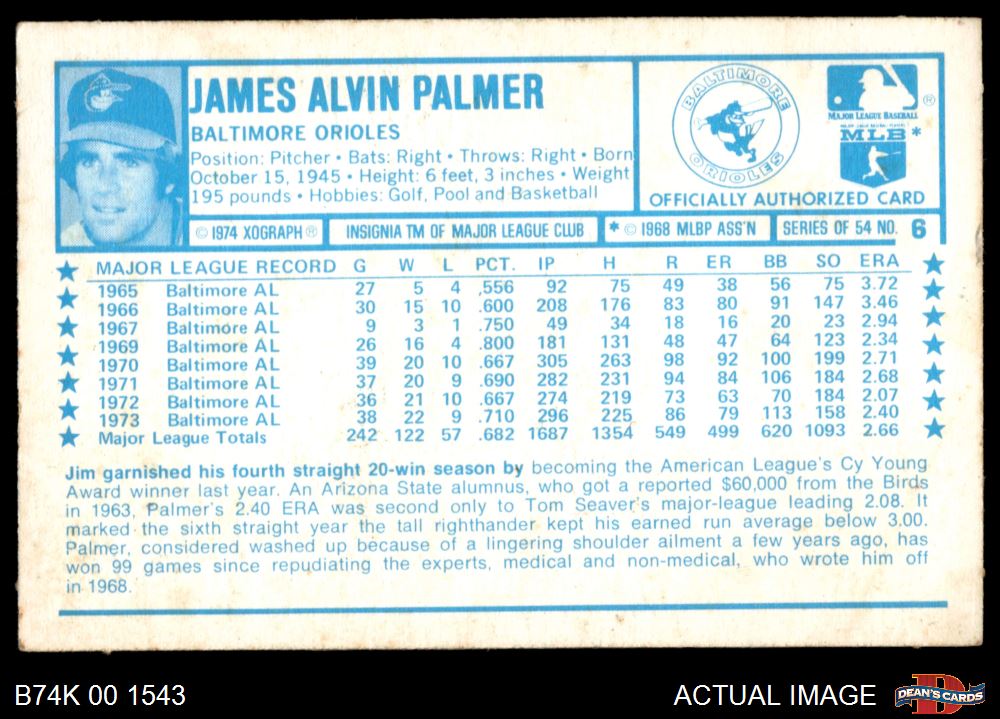 JAMES ALVIN PALMER
BALTIMORE ORIOLES
Position: Pitcher • Bats: Right • Throws: Right • Born
October 15, 1945 • Height: 6 feet, 3 inches • Weight
195 pounds • Hobbies: Golf, Pool and Basketball
BALTIMORE
ORIOLES
MAJOR LEAGUE BASEBALL ®
MLB*
OFFICIALLY AUTHORIZED CARD
© 1974 XOGRAPH ® INSIGNIA TM OF MAJOR LEAGUE CLUB * © 1968 MLBP ASS'N SERIES OF 54 NO. 6
MAJOR LEAGUE RECORD G W L PCT. IP H R ER BB SO ERA
1965 Baltimore AL 27 5 4 .556 92 75 49 38 56 75 3.72
1966 Baltimore AL 30 15 10 .600 208 176 83 80 91 147 3.46
1967 Baltimore AL 9 3 1 .750 49 34 18 16 20 23 2.94
1969 Baltimore AL 26 16 4 .800 181 131 48 47 64 123 2.34
1970 Baltimore AL 39 20 10 .667 305 263 98 92 100 199 2.71
1971 Baltimore AL 37 20 9 .690 282 231 94 84 106 184 2.68
1972 Baltimore AL 36 21 10 .667 274 219 73 63 70 184 2.07
1973 Baltimore AL 38 22 9 .710 296 225 86 79 113 158 2.40
Major League Totals 242 122 57 .682 1687 1354 549 499 620 1093 2.66
Jim garnished his fourth straight 20-win season by becoming the American League's Cy Young
Award winner last year. An Arizona State alumnus, who got a reported $60,000 from the Birds
in 1963, Palmer's 2.40 ERA was second only to Tom Seaver's major-league leading 2.08. It
marked the sixth straight year the tall righthander kept his earned run average below 3.00.
Palmer, considered washed up because of a lingering shoulder ailment a few years ago, has
won 99 games since repudiating the experts, medical and non-medical, who wrote him off
in 1968.
B74K 00 1543
ACTUAL IMAGE
DEAN'S CARDS